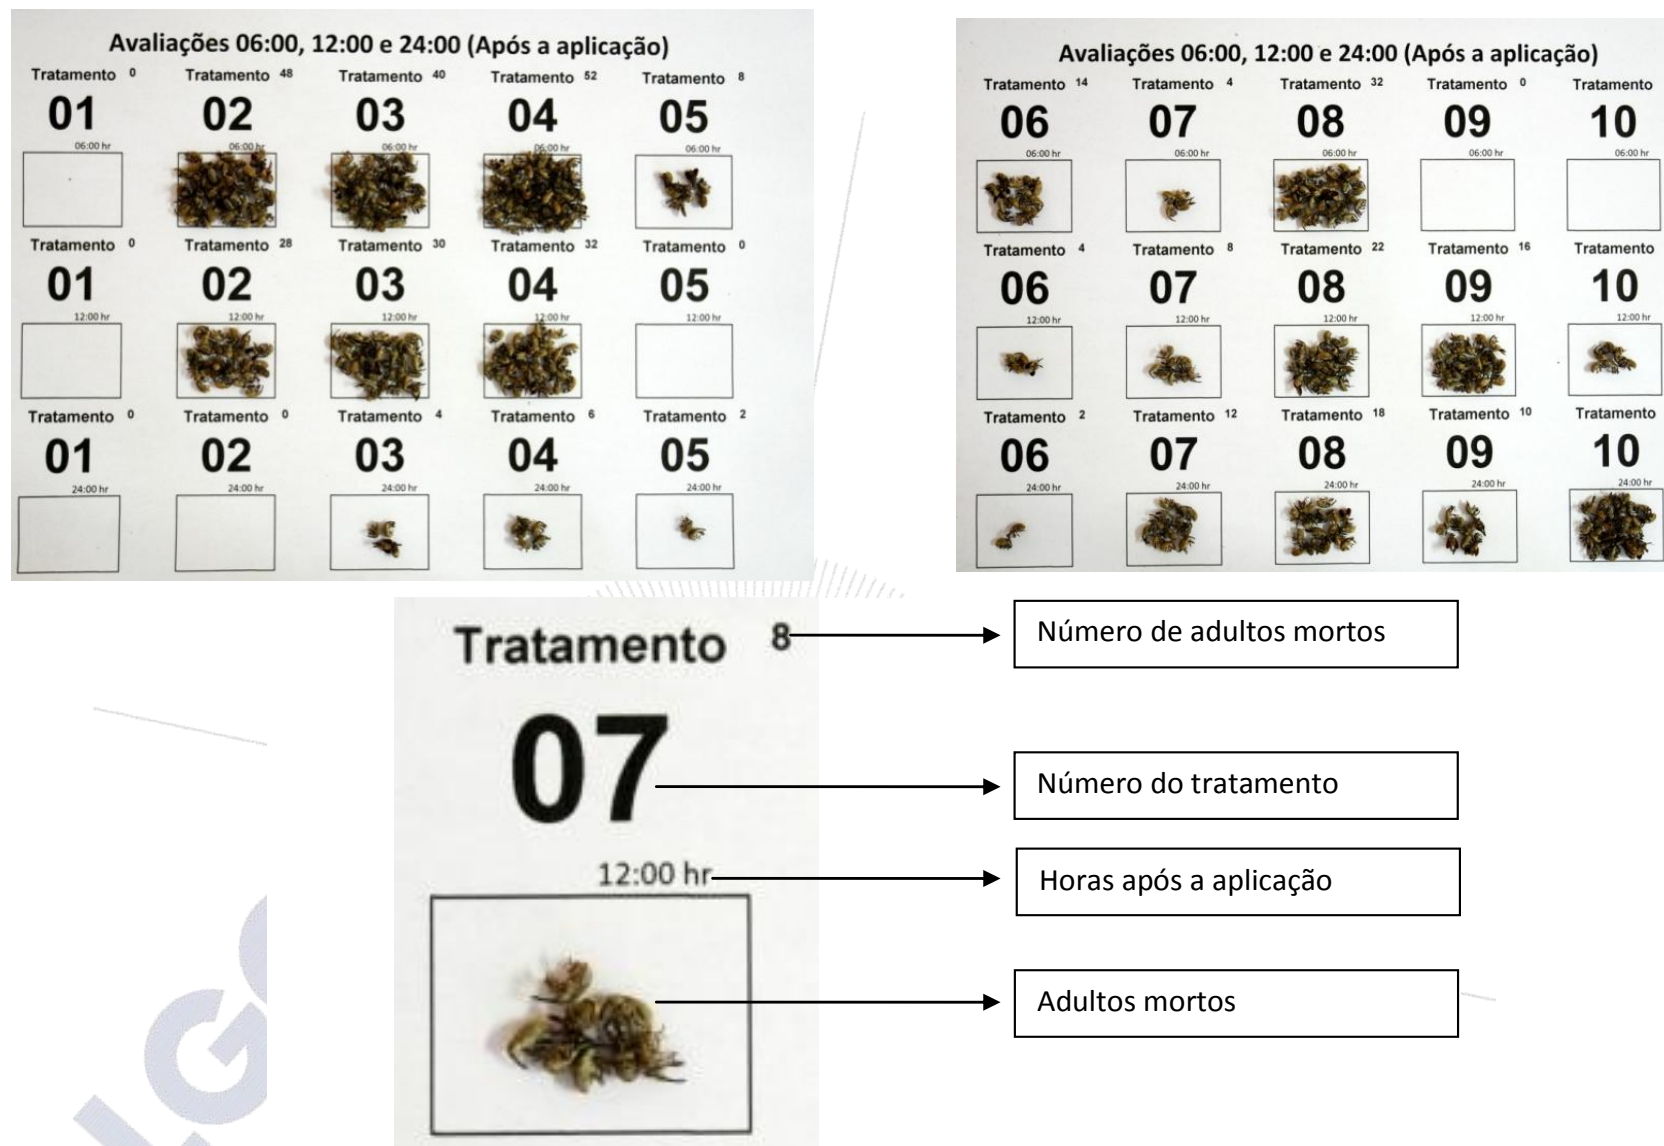 Avaliações 06:00, 12:00 e 24:00 (Após a aplicação)
Tratamento 0 Tratamento 48 Tratamento 40 Tratamento 52 Tratamento 8
01 02 03 04 05
06:00 hr 06:00 hr 06:00 hr 06:00 hr 06:00 hr
Tratamento 0 Tratamento 28 Tratamento 30 Tratamento 32 Tratamento 0
01 02 03 04 05
12:00 hr 12:00 hr 12:00 hr 12:00 hr 12:00 hr
Tratamento 0 Tratamento 0 Tratamento 4 Tratamento 6 Tratamento 2
01 02 03 04 05
24:00 hr 24:00 hr 24:00 hr 24:00 hr 24:00 hr
Avaliações 06:00, 12:00 e 24:00 (Após a aplicação)
Tratamento 14 Tratamento 4 Tratamento 32 Tratamento 0 Tratamento
06 07 08 09 10
06:00 hr 06:00 hr 06:00 hr 06:00 hr 06:00 hr
Tratamento 4 Tratamento 8 Tratamento 22 Tratamento 16 Tratamento
06 07 08 09 10
12:00 hr 12:00 hr 12:00 hr 12:00 hr 12:00 hr
Tratamento 2 Tratamento 12 Tratamento 18 Tratamento 10 Tratamento
06 07 08 09 10
24:00 hr 24:00 hr 24:00 hr 24:00 hr 24:00 hr
Tratamento 8
Número de adultos mortos
07
Número do tratamento
12:00 hr
Horas após a aplicação
Adultos mortos